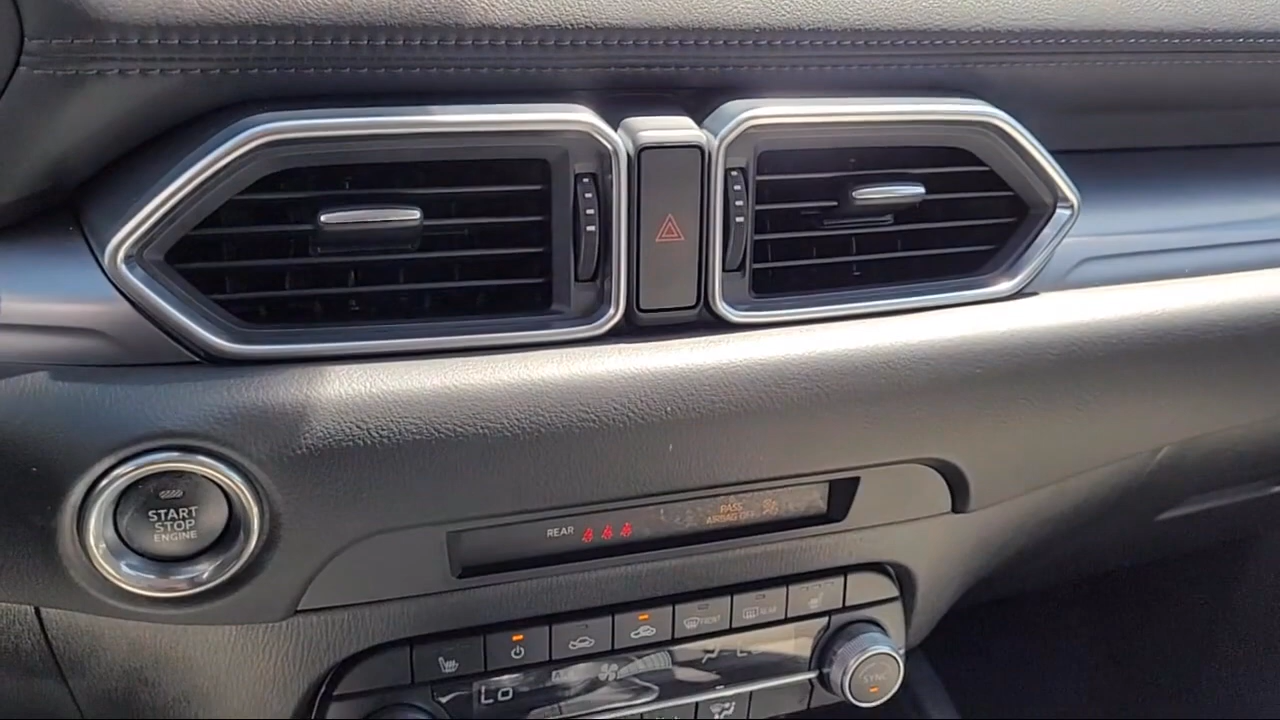 START
STOP
ENGINE
REAR
PASS
AIRBAG OFF
FRONT
REAR
Lo
SYNC